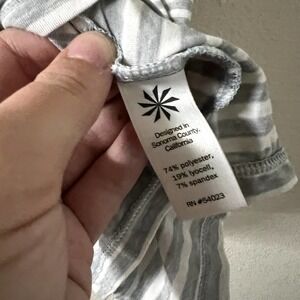 Designed in
Sonoma County,
California
74% polyester,
19% lyocell,
7% spandex
RN #54023